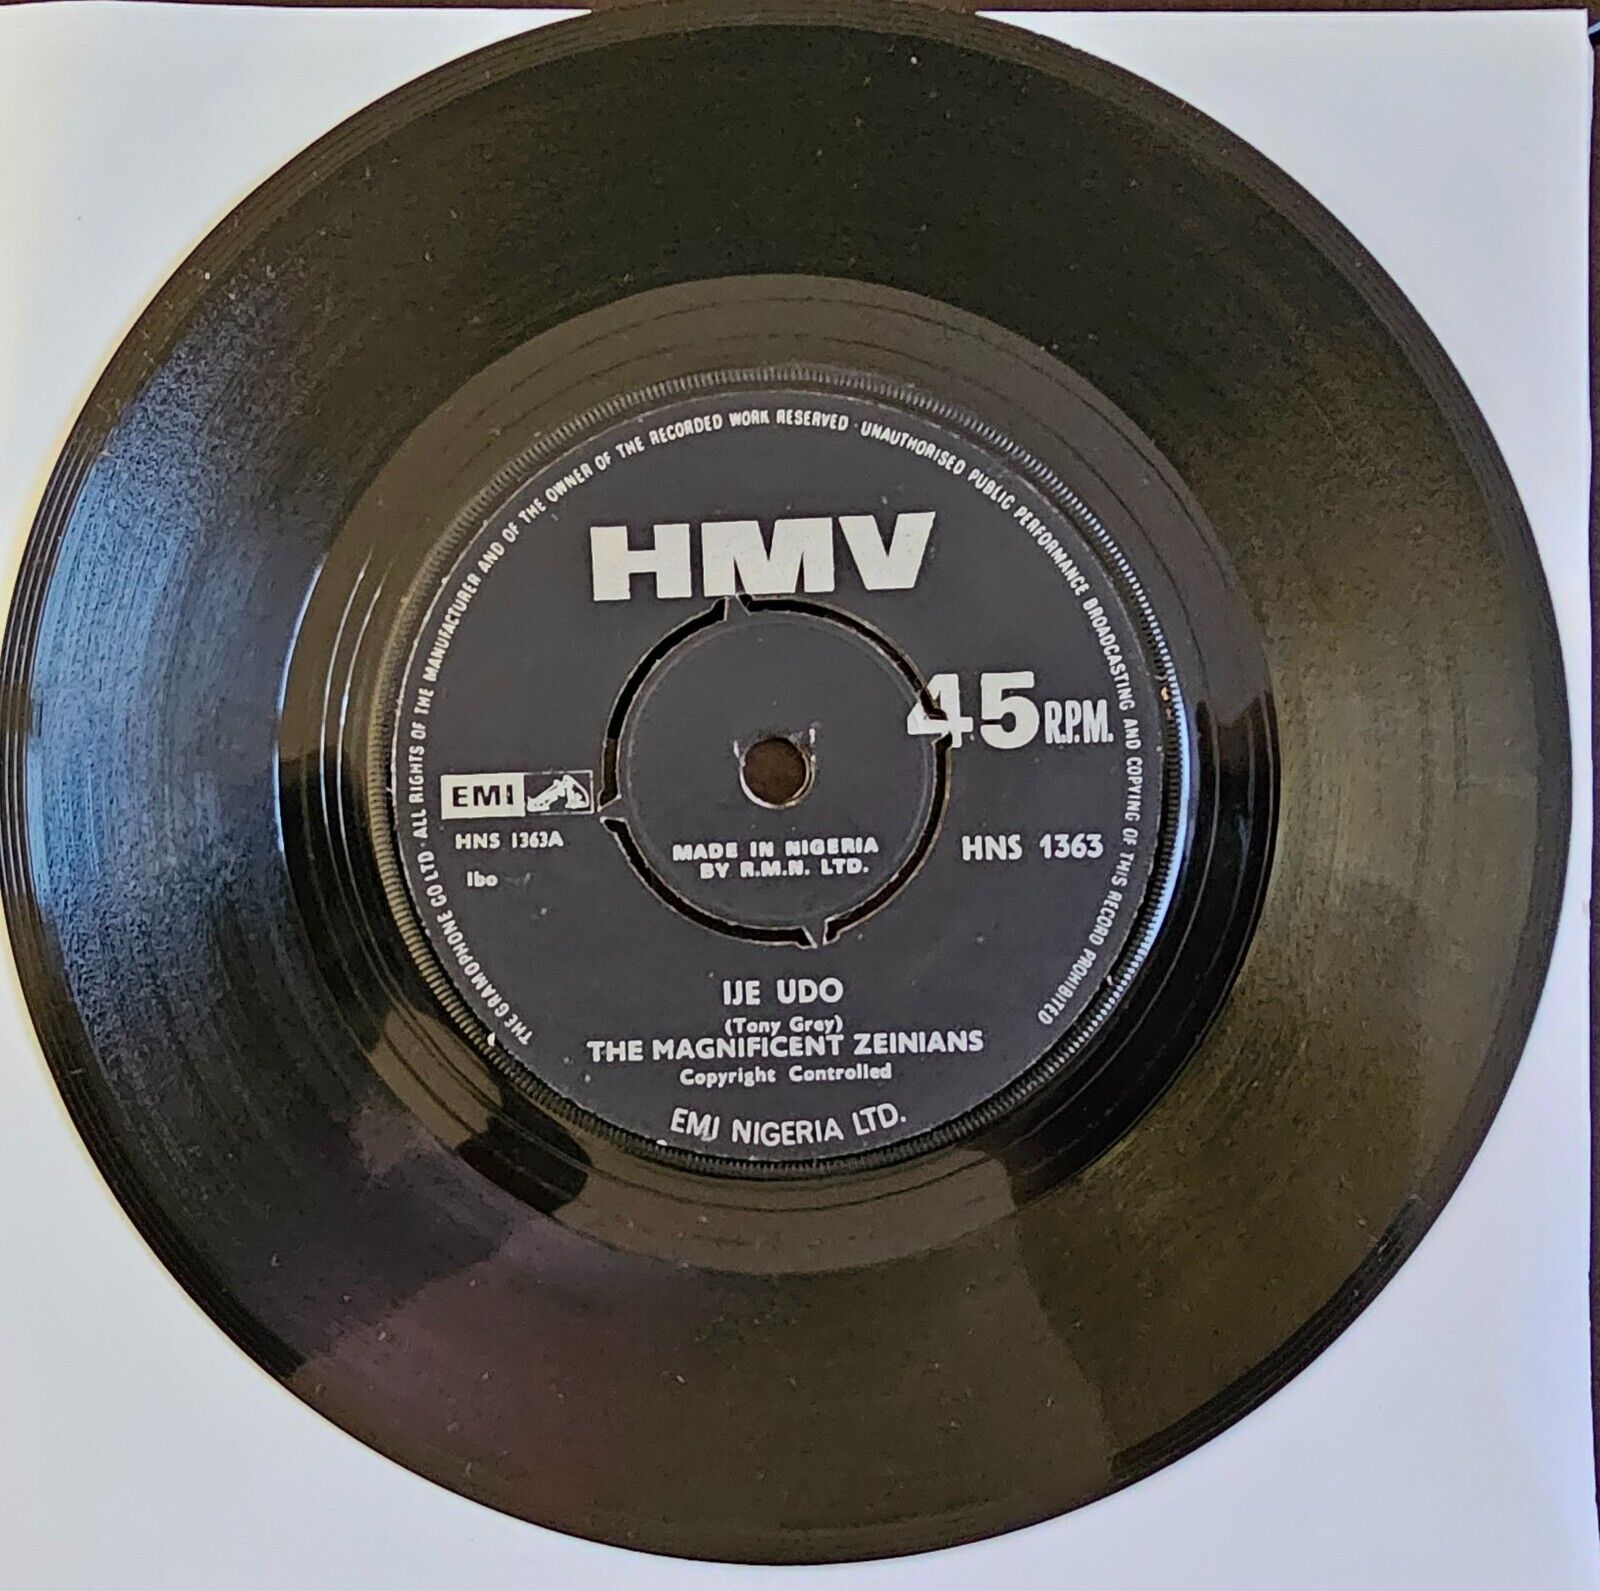 THE GRAMOPHONE CO LTD · ALL RIGHTS OF THE MANUFACTURER AND OF THE OWNER OF THE RECORDED WORK RESERVED · UNAUTHORISED PUBLIC PERFORMANCE BROADCASTING AND COPYING OF THIS RECORD PROHIBITED
HMV
45 R.P.M.
EMI
HNS 1363A
Ibo
MADE IN NIGERIA
BY R.M.N. LTD.
HNS 1363
IJE UDO
(Tony Grey)
THE MAGNIFICENT ZEINIANS
Copyright Controlled
EMI NIGERIA LTD.